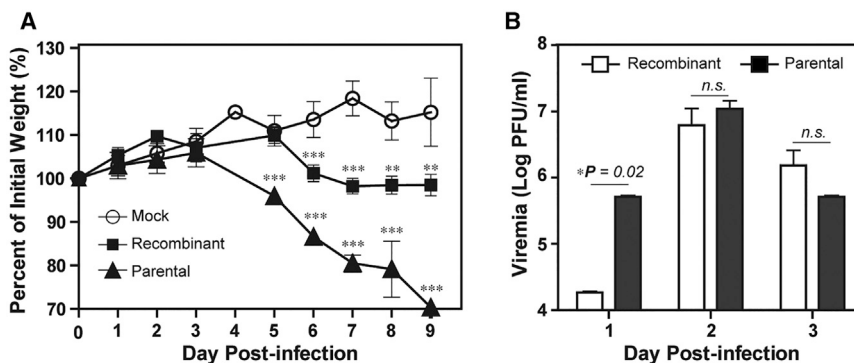 A
Percent of Initial Weight (%)
130
120
110
100
90
80
70
Mock
Recombinant
Parental
***
**
**
***
***
***
***
***
***
0 1 2 3 4 5 6 7 8 9
Day Post-infection
B
Viremia (Log PFU/ml)
8
7
6
5
4
Recombinant Parental
n.s.
n.s.
*P = 0.02
1 2 3
Day Post-infection